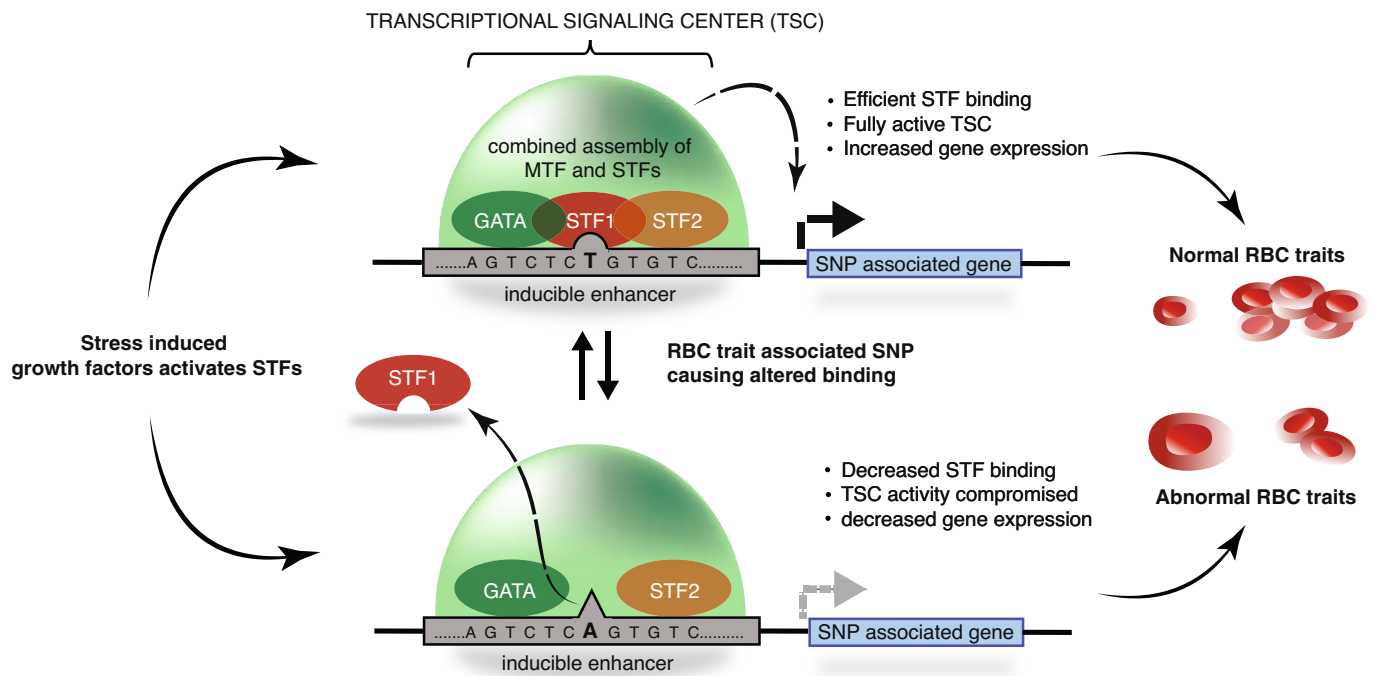 TRANSCRIPTIONAL SIGNALING CENTER (TSC)
combined assembly of
MTF and STFs
GATA
STF1
STF2
.......A G T C T C T G T G T C..........
inducible enhancer
• Efficient STF binding
• Fully active TSC
• Increased gene expression
SNP associated gene
Normal RBC traits
Stress induced
growth factors activates STFs
RBC trait associated SNP
causing altered binding
STF1
• Decreased STF binding
• TSC activity compromised
• decreased gene expression
Abnormal RBC traits
GATA
STF2
.......A G T C T C A G T G T C..........
inducible enhancer
SNP associated gene